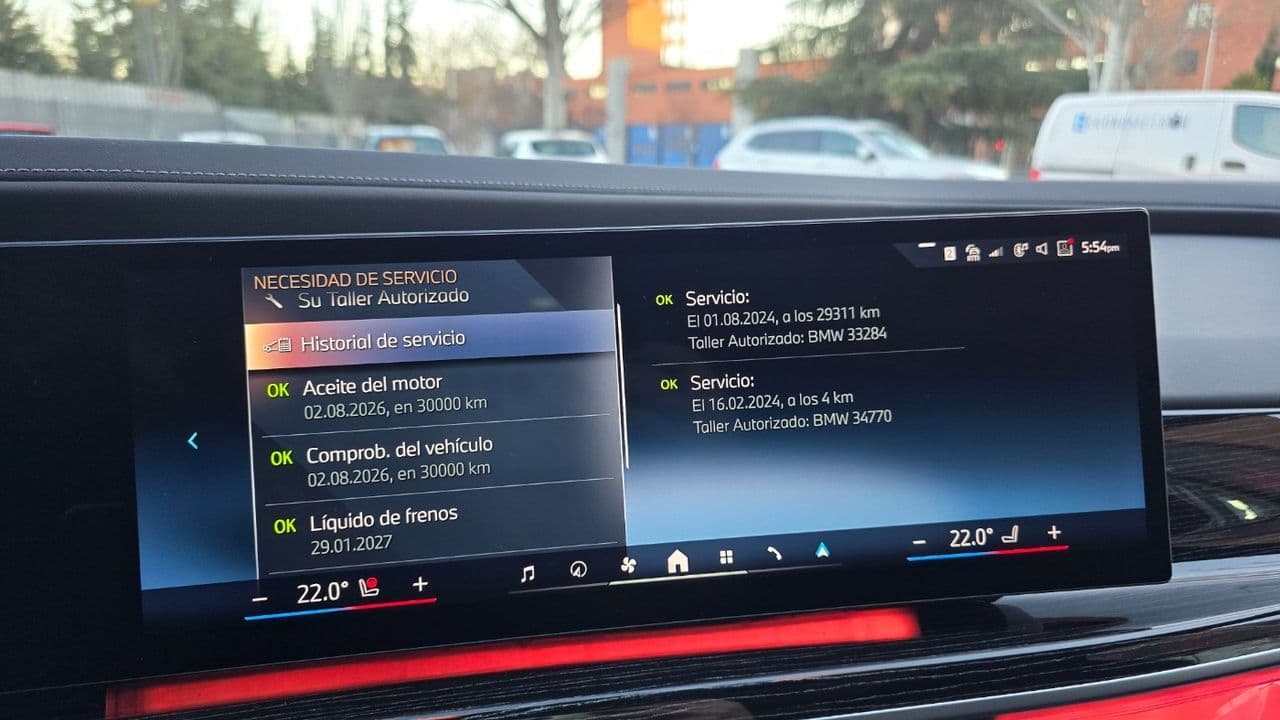 5:54pm
NECESIDAD DE SERVICIO
Su Taller Autorizado
Historial de servicio
OK Aceite del motor
02.08.2026, en 30000 km
OK Comprob. del vehículo
02.08.2026, en 30000 km
OK Líquido de frenos
29.01.2027
OK Servicio:
El 01.08.2024, a los 29311 km
Taller Autorizado: BMW 33284
OK Servicio:
El 16.02.2024, a los 4 km
Taller Autorizado: BMW 34770
− 22.0° +
− 22.0° +